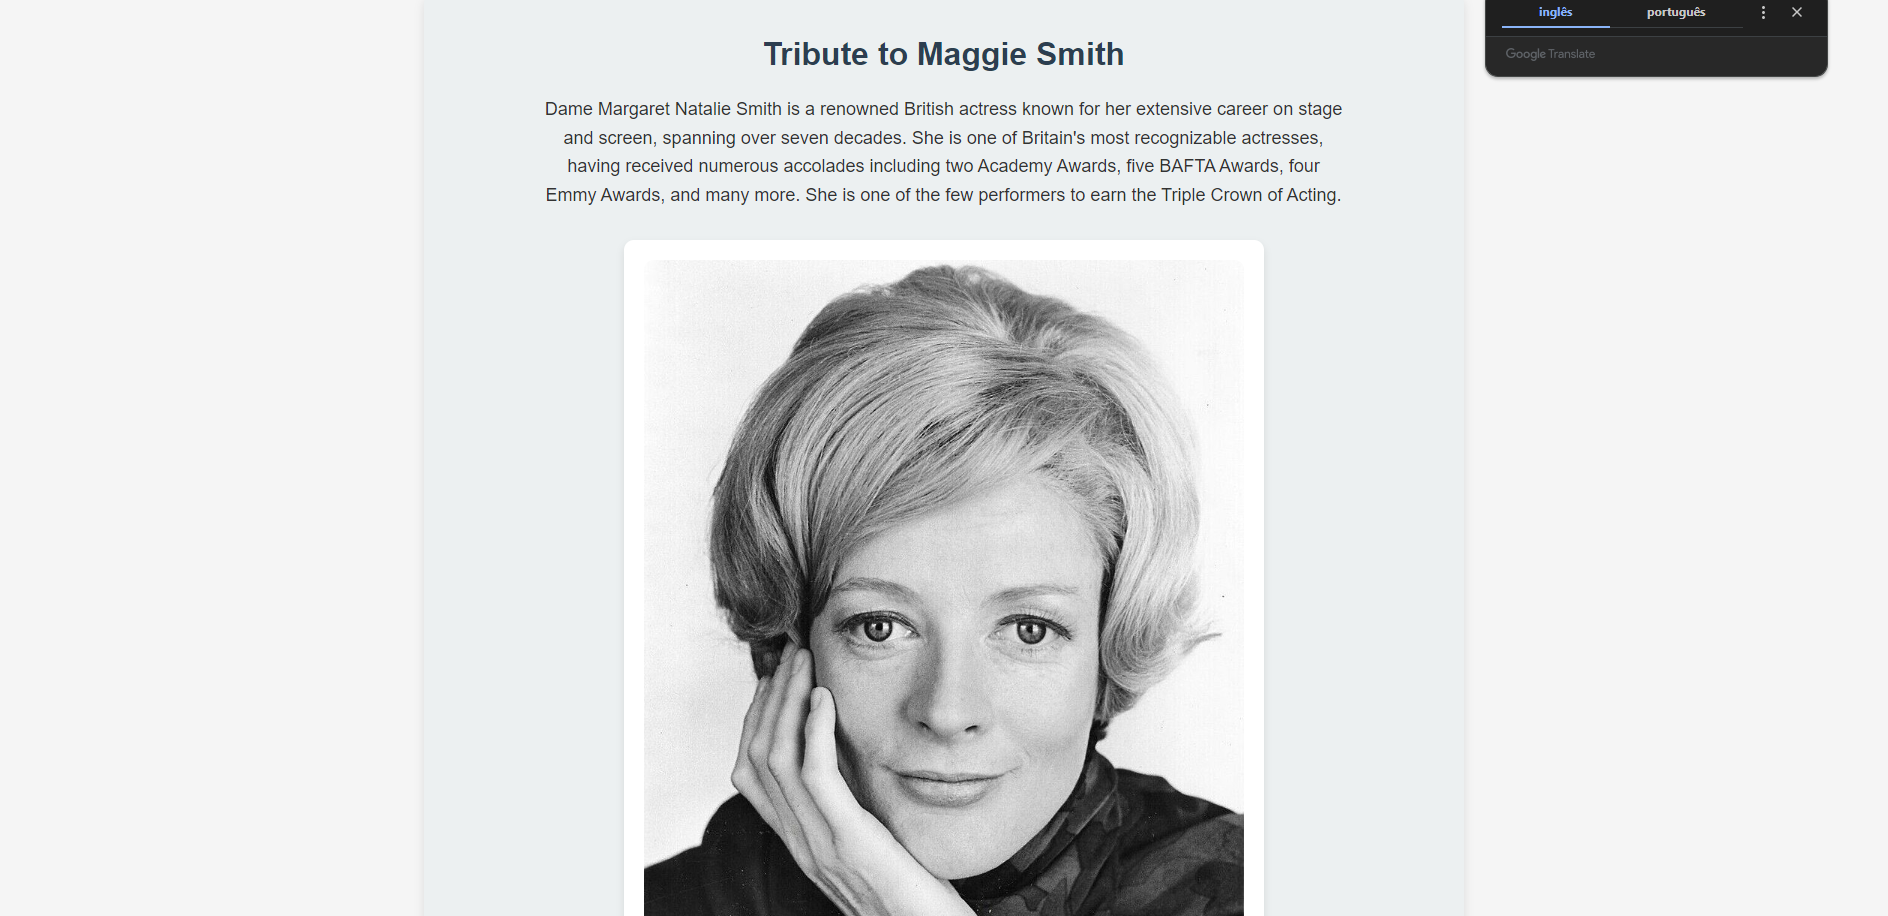 inglês português
Google Translate
Tribute to Maggie Smith
Dame Margaret Natalie Smith is a renowned British actress known for her extensive career on stage
and screen, spanning over seven decades. She is one of Britain's most recognizable actresses,
having received numerous accolades including two Academy Awards, five BAFTA Awards, four
Emmy Awards, and many more. She is one of the few performers to earn the Triple Crown of Acting.